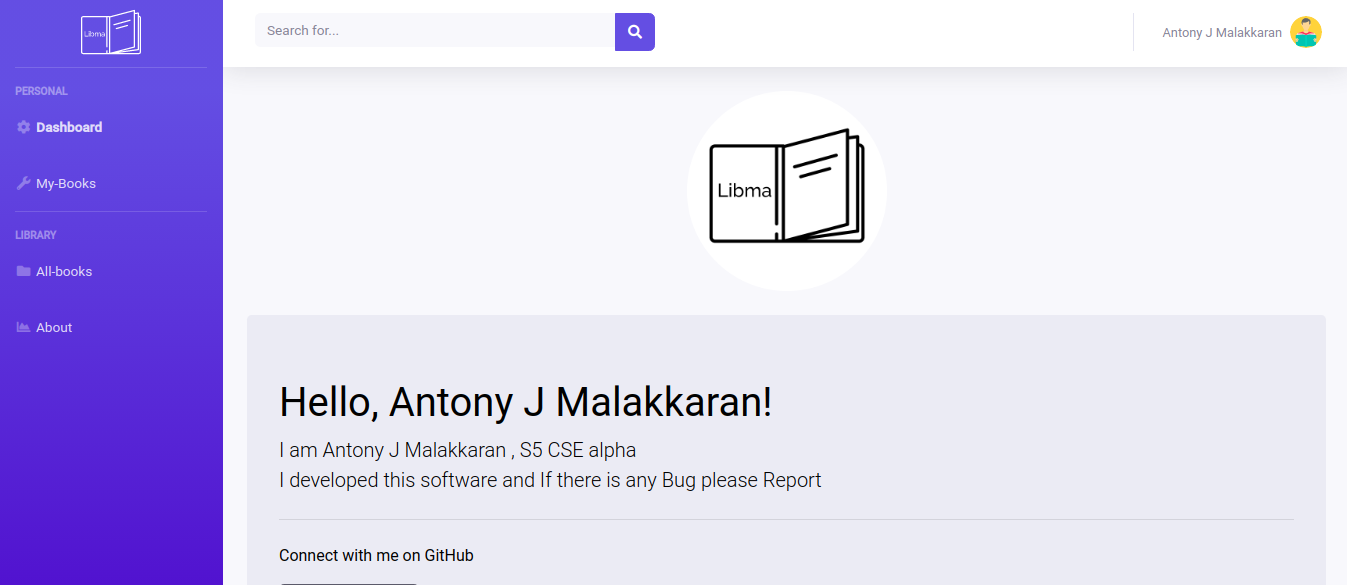 Libma
PERSONAL
Dashboard
My-Books
LIBRARY
All-books
About
Search for...
Antony J Malakkaran
Libma
Hello, Antony J Malakkaran!
I am Antony J Malakkaran , S5 CSE alpha
I developed this software and If there is any Bug please Report
Connect with me on GitHub